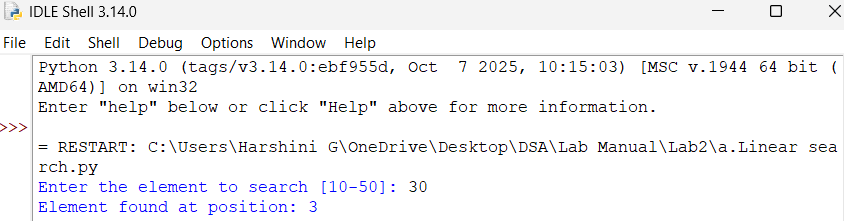 IDLE Shell 3.14.0
File Edit Shell Debug Options Window Help
Python 3.14.0 (tags/v3.14.0:ebf955d, Oct  7 2025, 10:15:03) [MSC v.1944 64 bit (
AMD64)] on win32
Enter "help" below or click "Help" above for more information.
>>>
= RESTART: C:\Users\Harshini G\OneDrive\Desktop\DSA\Lab Manual\Lab2\a.Linear sea
rch.py
Enter the element to search [10-50]: 30
Element found at position: 3